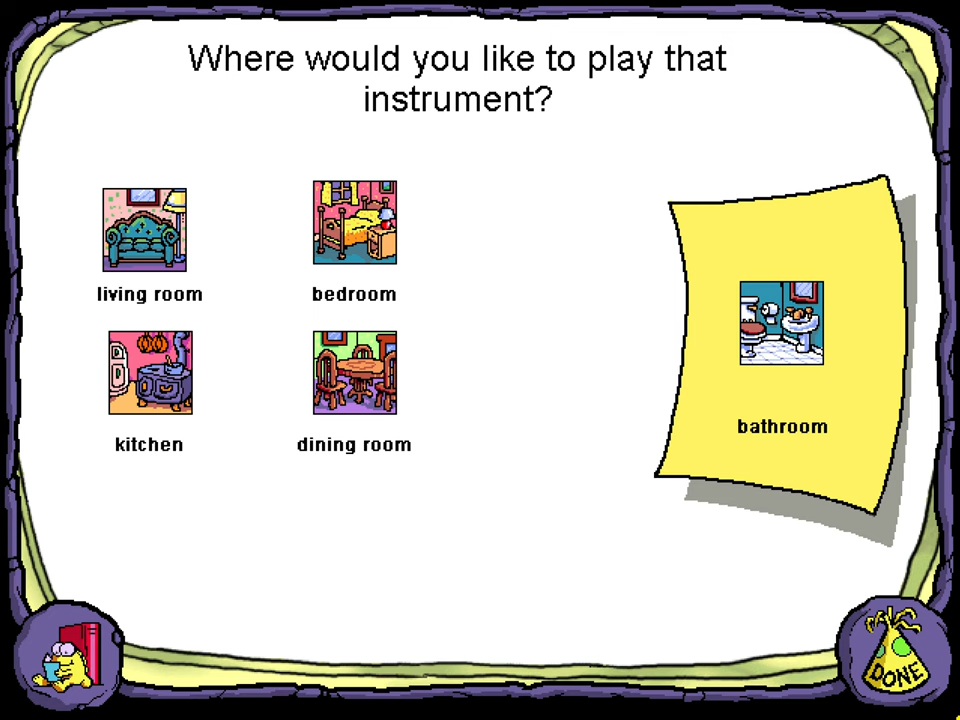 Where would you like to play that
instrument?
living room
bedroom
kitchen
dining room
bathroom
DONE